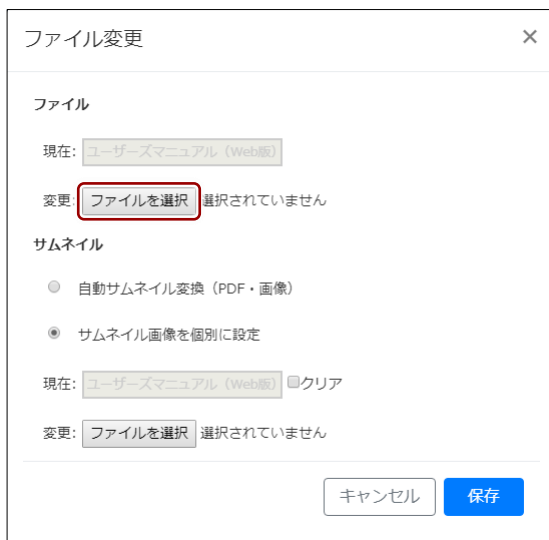 ファイル変更 ×
ファイル
現在: ユーザーズマニュアル（Web版）
変更: ファイルを選択 選択されていません
サムネイル
自動サムネイル変換（PDF・画像）
サムネイル画像を個別に設定
現在: ユーザーズマニュアル（Web版） クリア
変更: ファイルを選択 選択されていません
キャンセル 保存